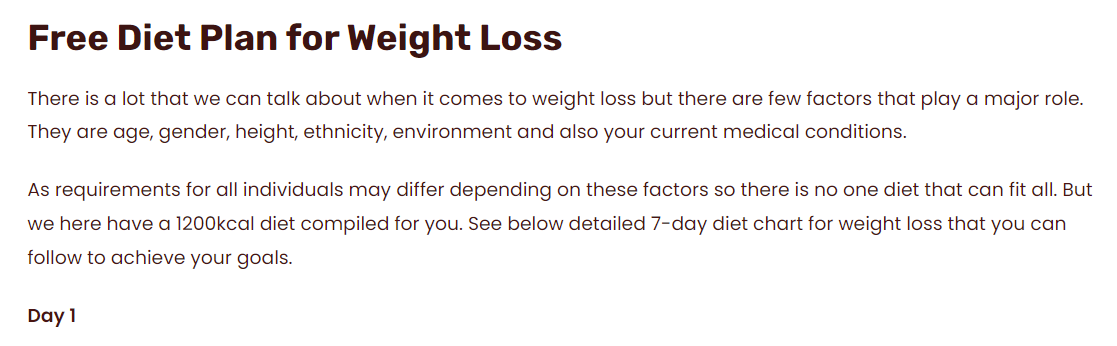 Free Diet Plan for Weight Loss
There is a lot that we can talk about when it comes to weight loss but there are few factors that play a major role.
They are age, gender, height, ethnicity, environment and also your current medical conditions.
As requirements for all individuals may differ depending on these factors so there is no one diet that can fit all. But
we here have a 1200kcal diet compiled for you. See below detailed 7-day diet chart for weight loss that you can
follow to achieve your goals.
Day 1